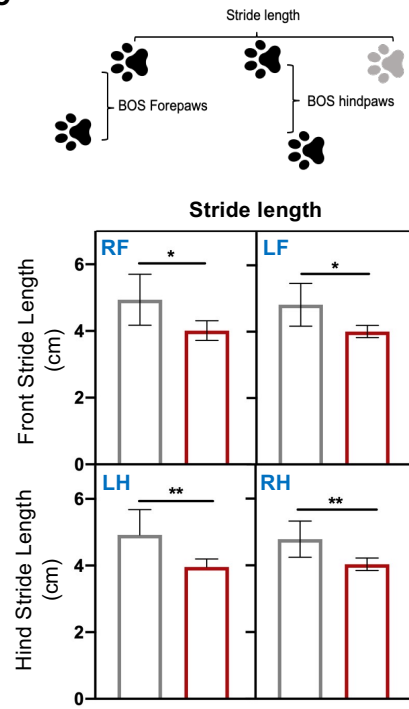 Stride length
BOS Forepaws
BOS hindpaws
Stride length
RF
LF
*
*
Front Stride Length
(cm)
6
4
2
0
LH
RH
**
**
Hind Stride Length
(cm)
6
4
2
0